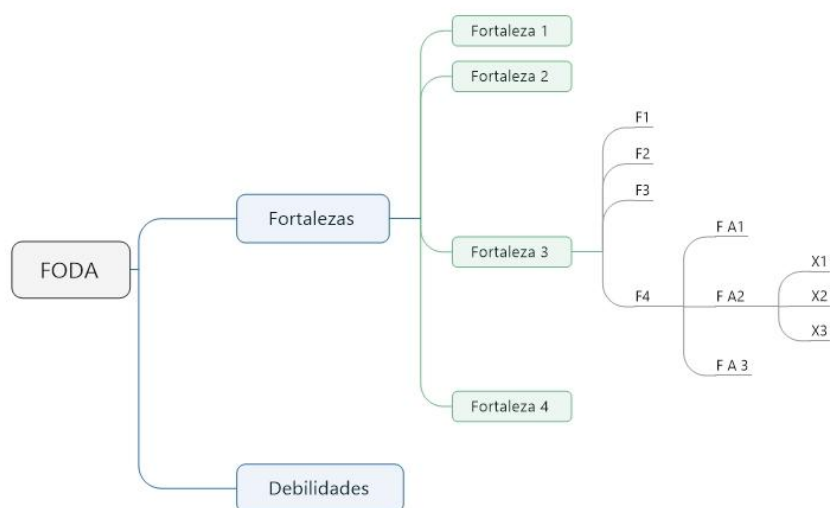 FODA
Fortalezas
Fortaleza 1
Fortaleza 2
Fortaleza 3
F1
F2
F3
F4
F A1
F A2
X1
X2
X3
F A 3
Fortaleza 4
Debilidades